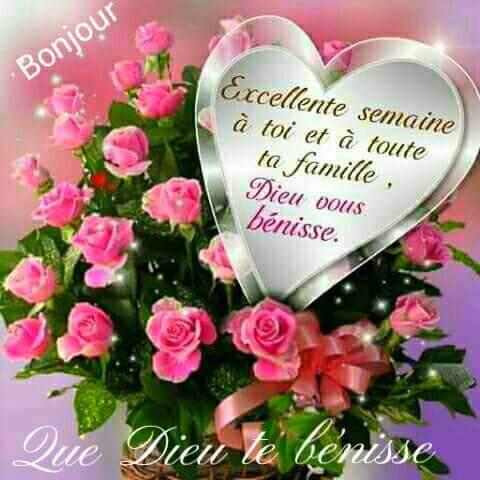 Bonjour
Excellente semaine
à toi et à toute
ta famille ,
Dieu vous
bénisse.
Que Dieu te bénisse